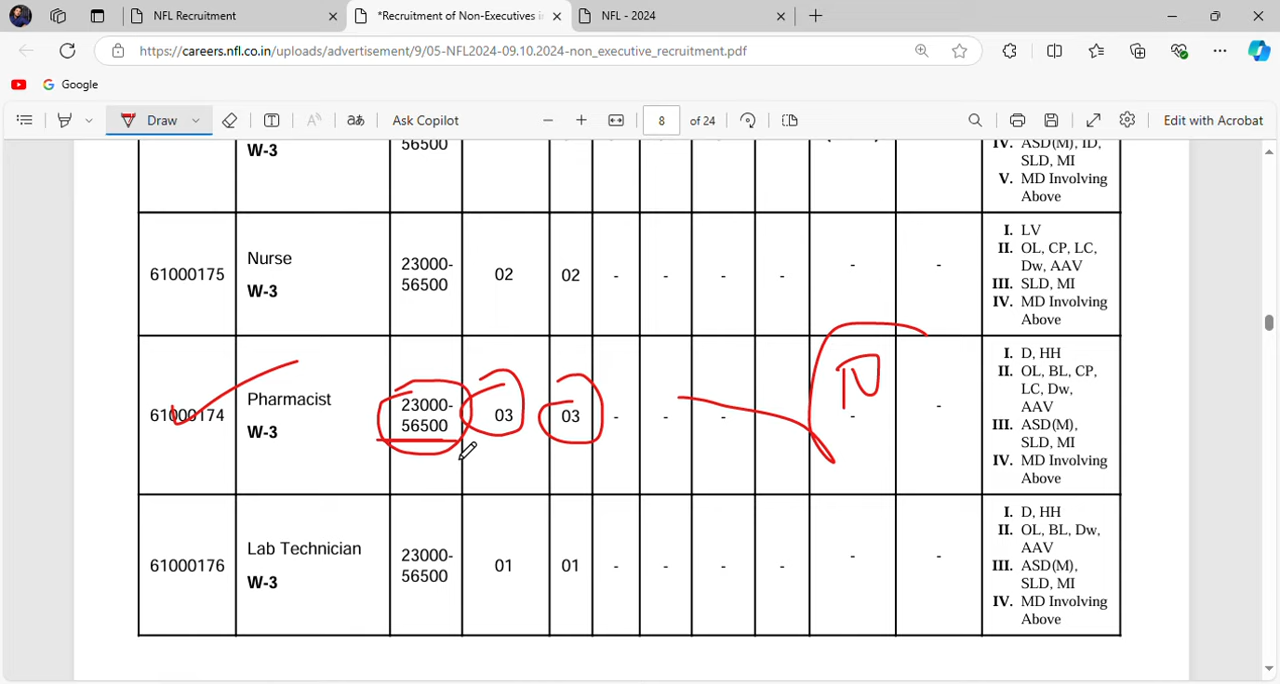 NFL Recruitment
*Recruitment of Non-Executives in
NFL - 2024
https://careers.nfl.co.in/uploads/advertisement/9/05-NFL2024-09.10.2024-non_executive_recruitment.pdf
Google
Draw
aあ
Ask Copilot
8 of 24
Edit with Acrobat
W-3
56500
IV. ASD(M), ID,
SLD, MI
V. MD Involving
Above
61000175
Nurse
W-3
23000-
56500
02
02
-
-
-
-
-
-
I. LV
II. OL, CP, LC,
Dw, AAV
III. SLD, MI
IV. MD Involving
Above
61000174
Pharmacist
W-3
23000-
56500
03
03
-
-
-
-
-
-
I. D, HH
II. OL, BL, CP,
LC, Dw,
AAV
III. ASD(M),
SLD, MI
IV. MD Involving
Above
61000176
Lab Technician
W-3
23000-
56500
01
01
-
-
-
-
-
-
I. D, HH
II. OL, BL, Dw,
AAV
III. ASD(M),
SLD, MI
IV. MD Involving
Above